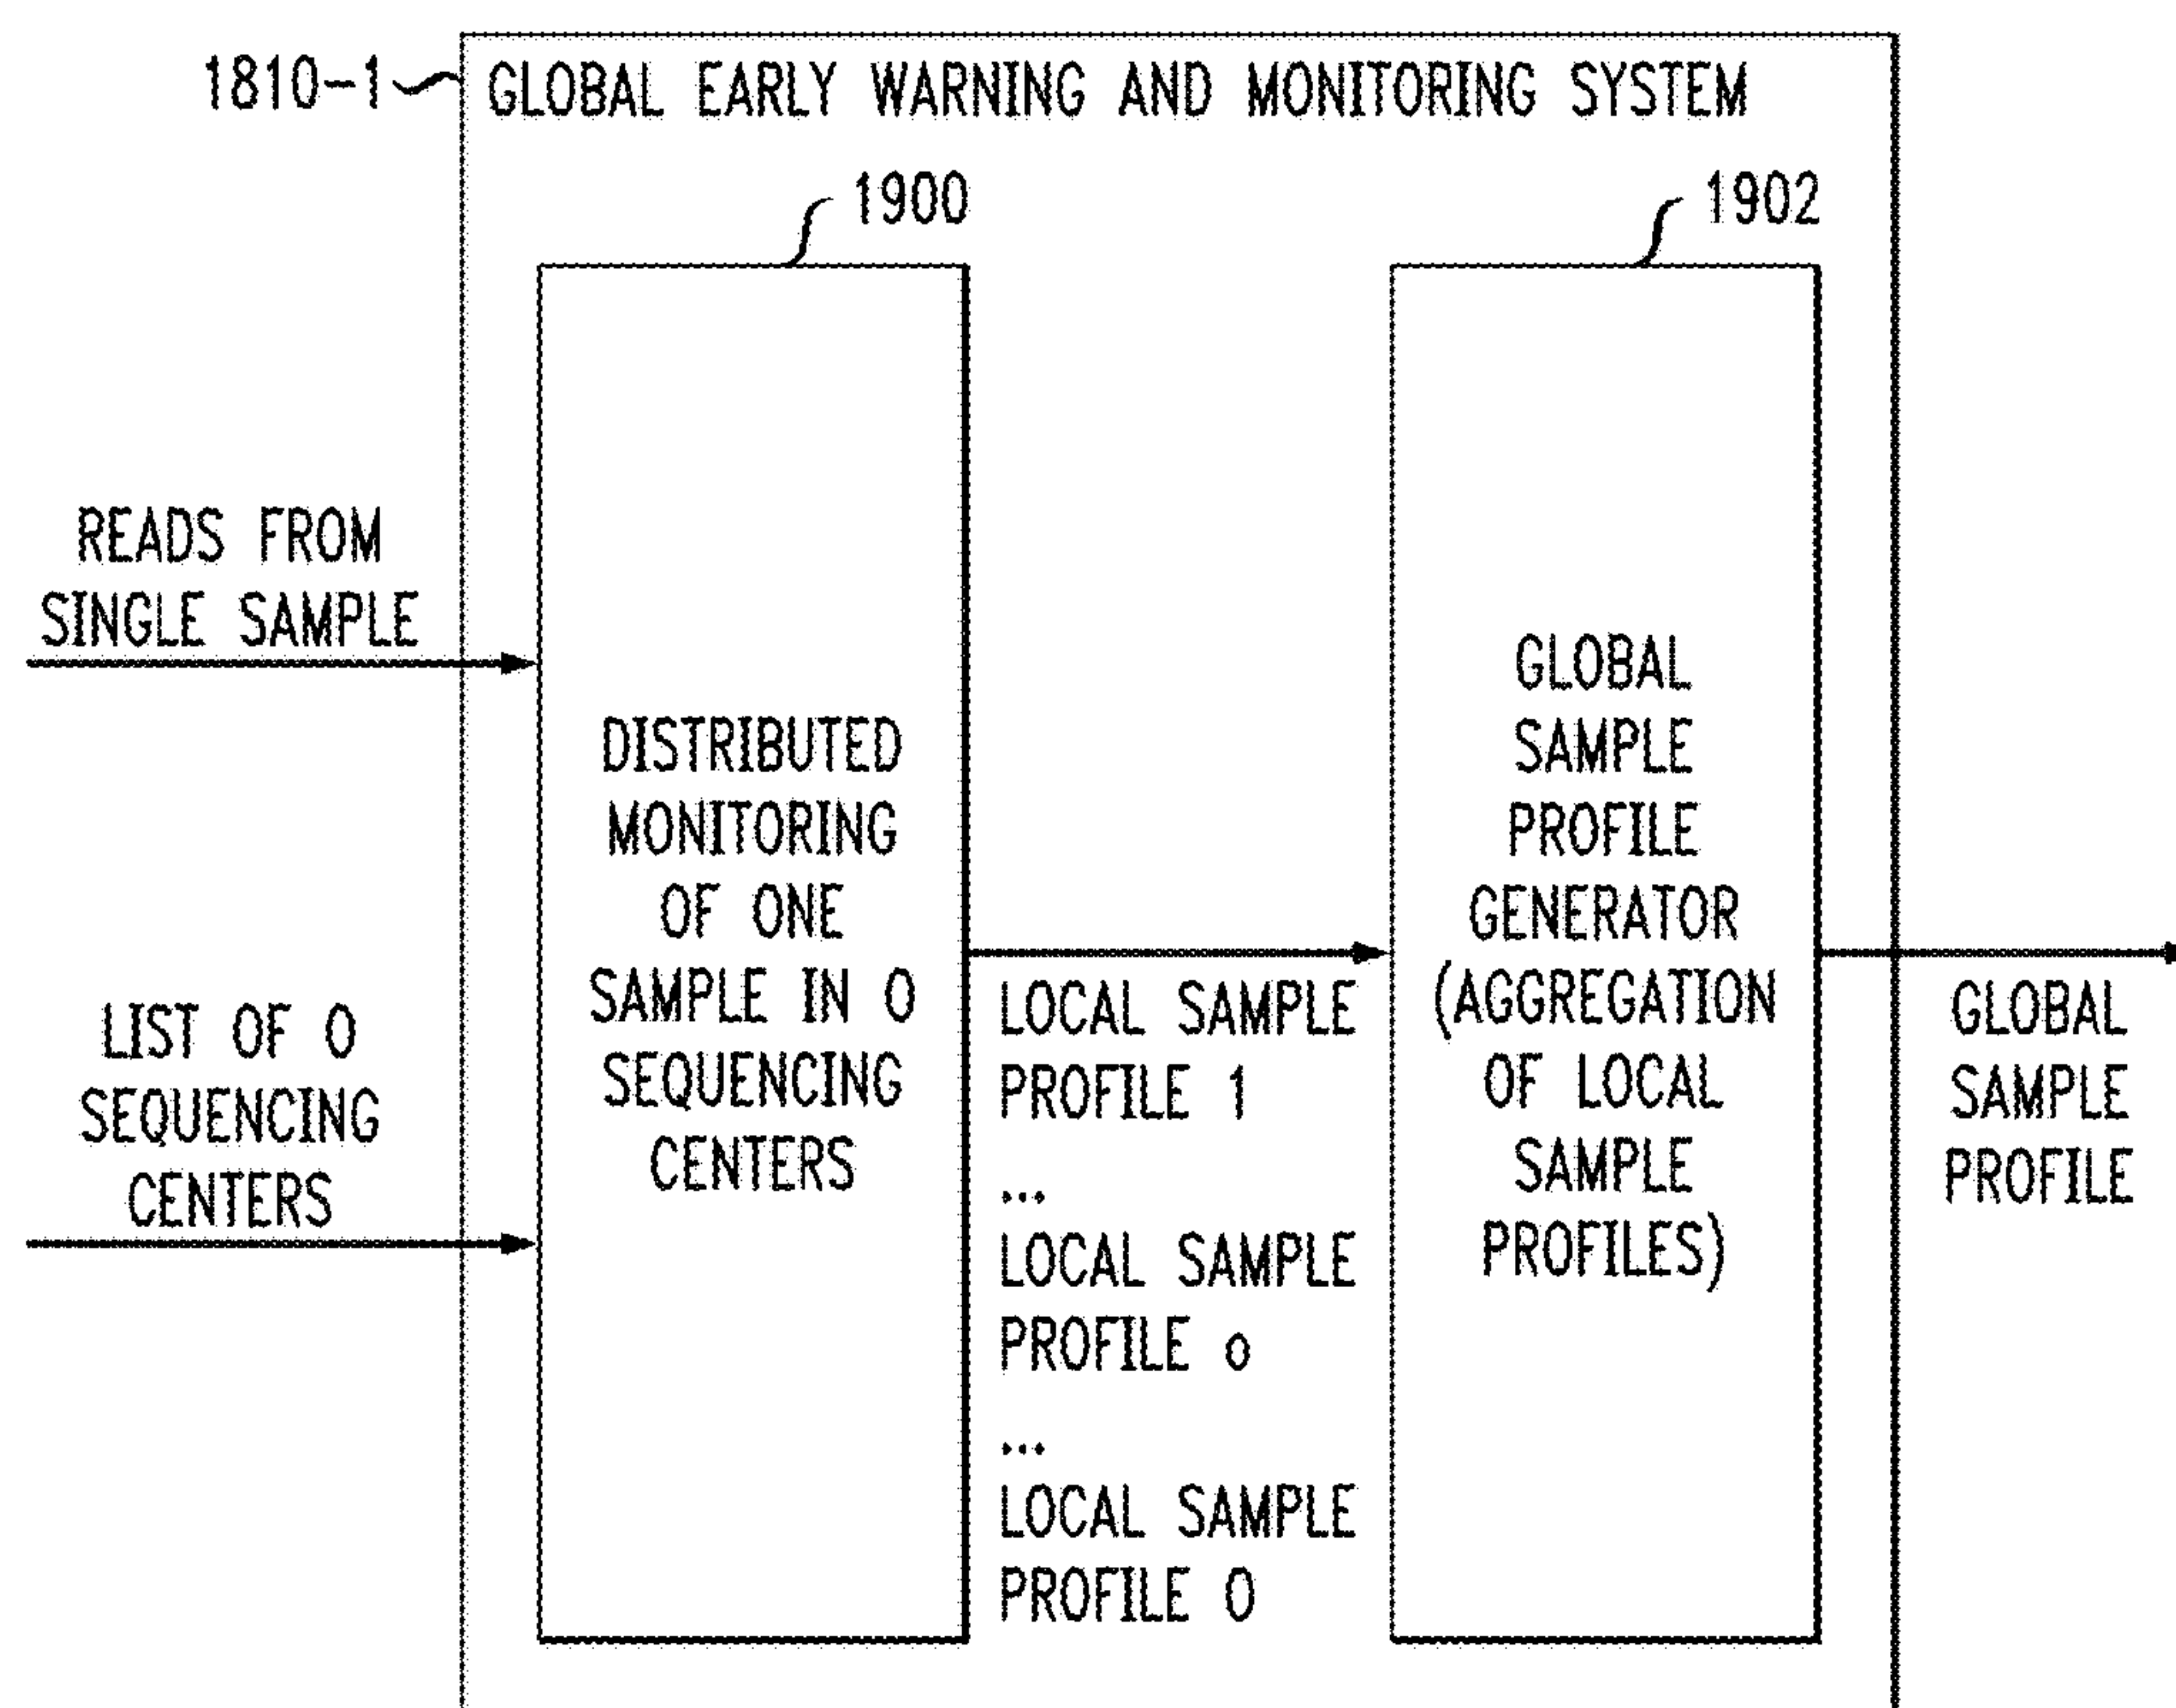 1810-1
GLOBAL EARLY WARNING AND MONITORING SYSTEM
1900
1902
READS FROM
SINGLE SAMPLE
LIST OF O
SEQUENCING
CENTERS
DISTRIBUTED
MONITORING
OF ONE
SAMPLE IN O
SEQUENCING
CENTERS
LOCAL SAMPLE
PROFILE 1
...
LOCAL SAMPLE
PROFILE o
...
LOCAL SAMPLE
PROFILE O
GLOBAL
SAMPLE
PROFILE
GENERATOR
(AGGREGATION
OF LOCAL
SAMPLE
PROFILES)
GLOBAL
SAMPLE
PROFILE